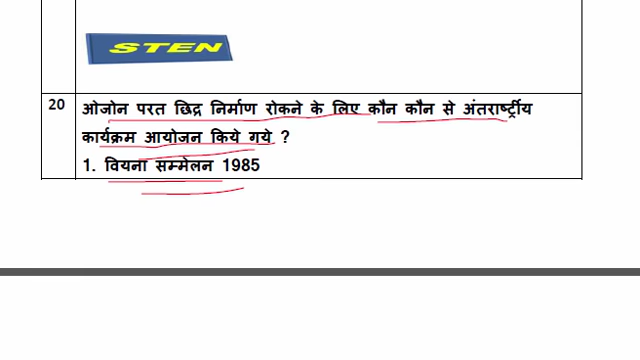 STEN
20 ओजोन परत छिद्र निर्माण रोकने के लिए कौन कौन से अंतरार्ष्ट्रीय
कार्यक्रम आयोजन किये गये ?
1. वियना सम्मेलन 1985